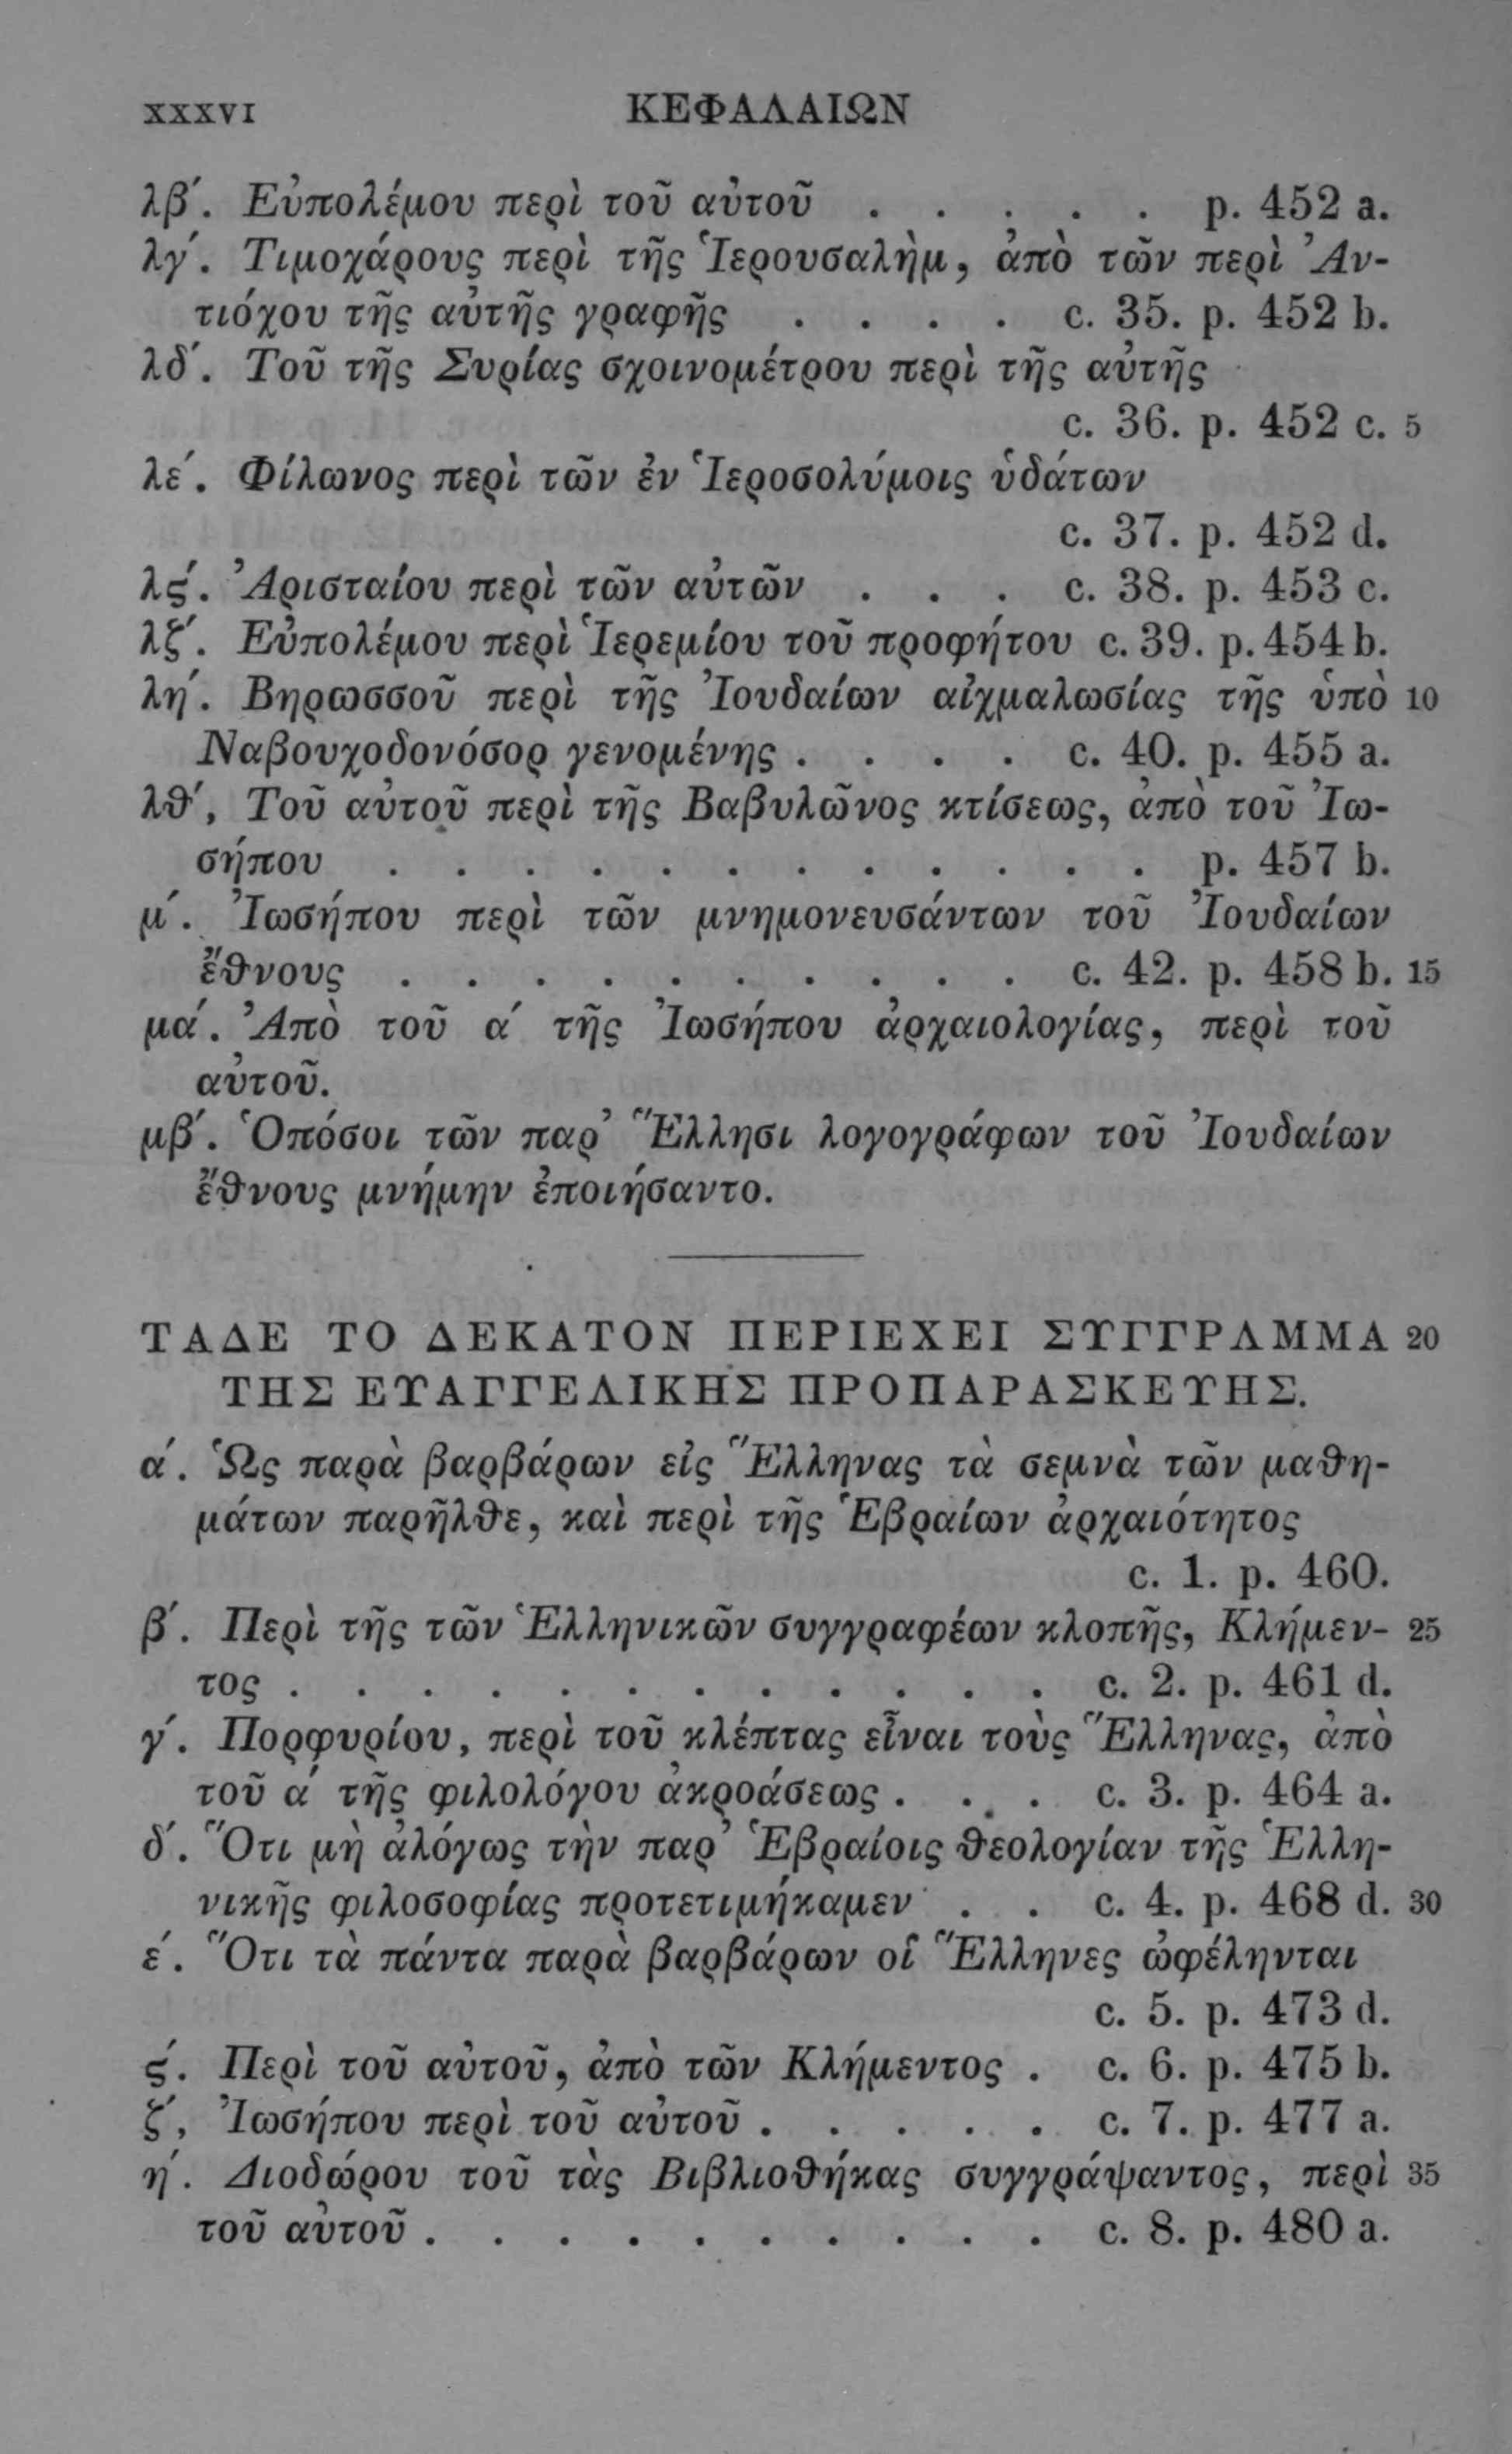 XXXVI ΚΕΦΑΛΑΙΩΝ
λβ΄. Εὐπολέμου περὶ τοῦ αὐτοῦ . . . . . p. 452 a.
λγ΄. Τιμοχάρους περὶ τῆς Ἱερουσαλὴμ, ἀπὸ τῶν περὶ Ἀν-
τιόχου τῆς αὐτῆς γραφῆς . . . . c. 35. p. 452 b.
λδ΄. Τοῦ τῆς Συρίας σχοινομέτρου περὶ τῆς αὐτῆς
c. 36. p. 452 c. 5
λε΄. Φίλωνος περὶ τῶν ἐν Ἱεροσολύμοις ὑδάτων
c. 37. p. 452 d.
λϛ΄. Ἀρισταίου περὶ τῶν αὐτῶν . . . c. 38. p. 453 c.
λζ΄. Εὐπολέμου περὶ Ἱερεμίου τοῦ προφήτου c. 39. p. 454 b.
λη΄. Βηρωσσοῦ περὶ τῆς Ἰουδαίων αἰχμαλωσίας τῆς ὑπὸ 10
Ναβουχοδονόσορ γενομένης . . . . c. 40. p. 455 a.
λθ΄, Τοῦ αὐτοῦ περὶ τῆς Βαβυλῶνος κτίσεως, ἀπὸ τοῦ Ἰω-
σήπου . . . . . . . . . . . . p. 457 b.
μ΄. Ἰωσήπου περὶ τῶν μνημονευσάντων τοῦ Ἰουδαίων
ἔθνους . . . . . . . . . . c. 42. p. 458 b. 15
μα΄. Ἀπὸ τοῦ α΄ τῆς Ἰωσήπου ἀρχαιολογίας, περὶ τοῦ
αὐτοῦ.
μβ΄. Ὁπόσοι τῶν παρ᾽ Ἕλλησι λογογράφων τοῦ Ἰουδαίων
ἔθνους μνήμην ἐποιήσαντο.
ΤΑΔΕ ΤΟ ΔΕΚΑΤΟΝ ΠΕΡΙΕΧΕΙ ΣΥΓΓΡΑΜΜΑ 20
ΤΗΣ ΕΥΑΓΓΕΛΙΚΗΣ ΠΡΟΠΑΡΑΣΚΕΥΗΣ.
α΄. Ὡς παρὰ βαρβάρων εἰς Ἕλληνας τὰ σεμνὰ τῶν μαθη-
μάτων παρῆλθε, καὶ περὶ τῆς Ἑβραίων ἀρχαιότητος
c. 1. p. 460.
β΄. Περὶ τῆς τῶν Ἑλληνικῶν συγγραφέων κλοπῆς, Κλήμεν- 25
τος . . . . . . . . . . . . c. 2. p. 461 d.
γ΄. Πορφυρίου, περὶ τοῦ κλέπτας εἶναι τοὺς Ἕλληνας, ἀπὸ
τοῦ α΄ τῆς φιλολόγου ἀκροάσεως . . . c. 3. p. 464 a.
δ΄. Ὅτι μὴ ἀλόγως τὴν παρ᾽ Ἑβραίοις θεολογίαν τῆς Ἑλλη-
νικῆς φιλοσοφίας προτετιμήκαμεν . . c. 4. p. 468 d. 30
ε΄. Ὅτι τὰ πάντα παρὰ βαρβάρων οἱ Ἕλληνες ὠφέληνται
c. 5. p. 473 d.
ϛ΄. Περὶ τοῦ αὐτοῦ, ἀπὸ τῶν Κλήμεντος . c. 6. p. 475 b.
ζ΄, Ἰωσήπου περὶ τοῦ αὐτοῦ . . . . . c. 7. p. 477 a.
η΄. Διοδώρου τοῦ τὰς Βιβλιοθήκας συγγράψαντος, περὶ 35
τοῦ αὐτοῦ . . . . . . . . . . c. 8. p. 480 a.